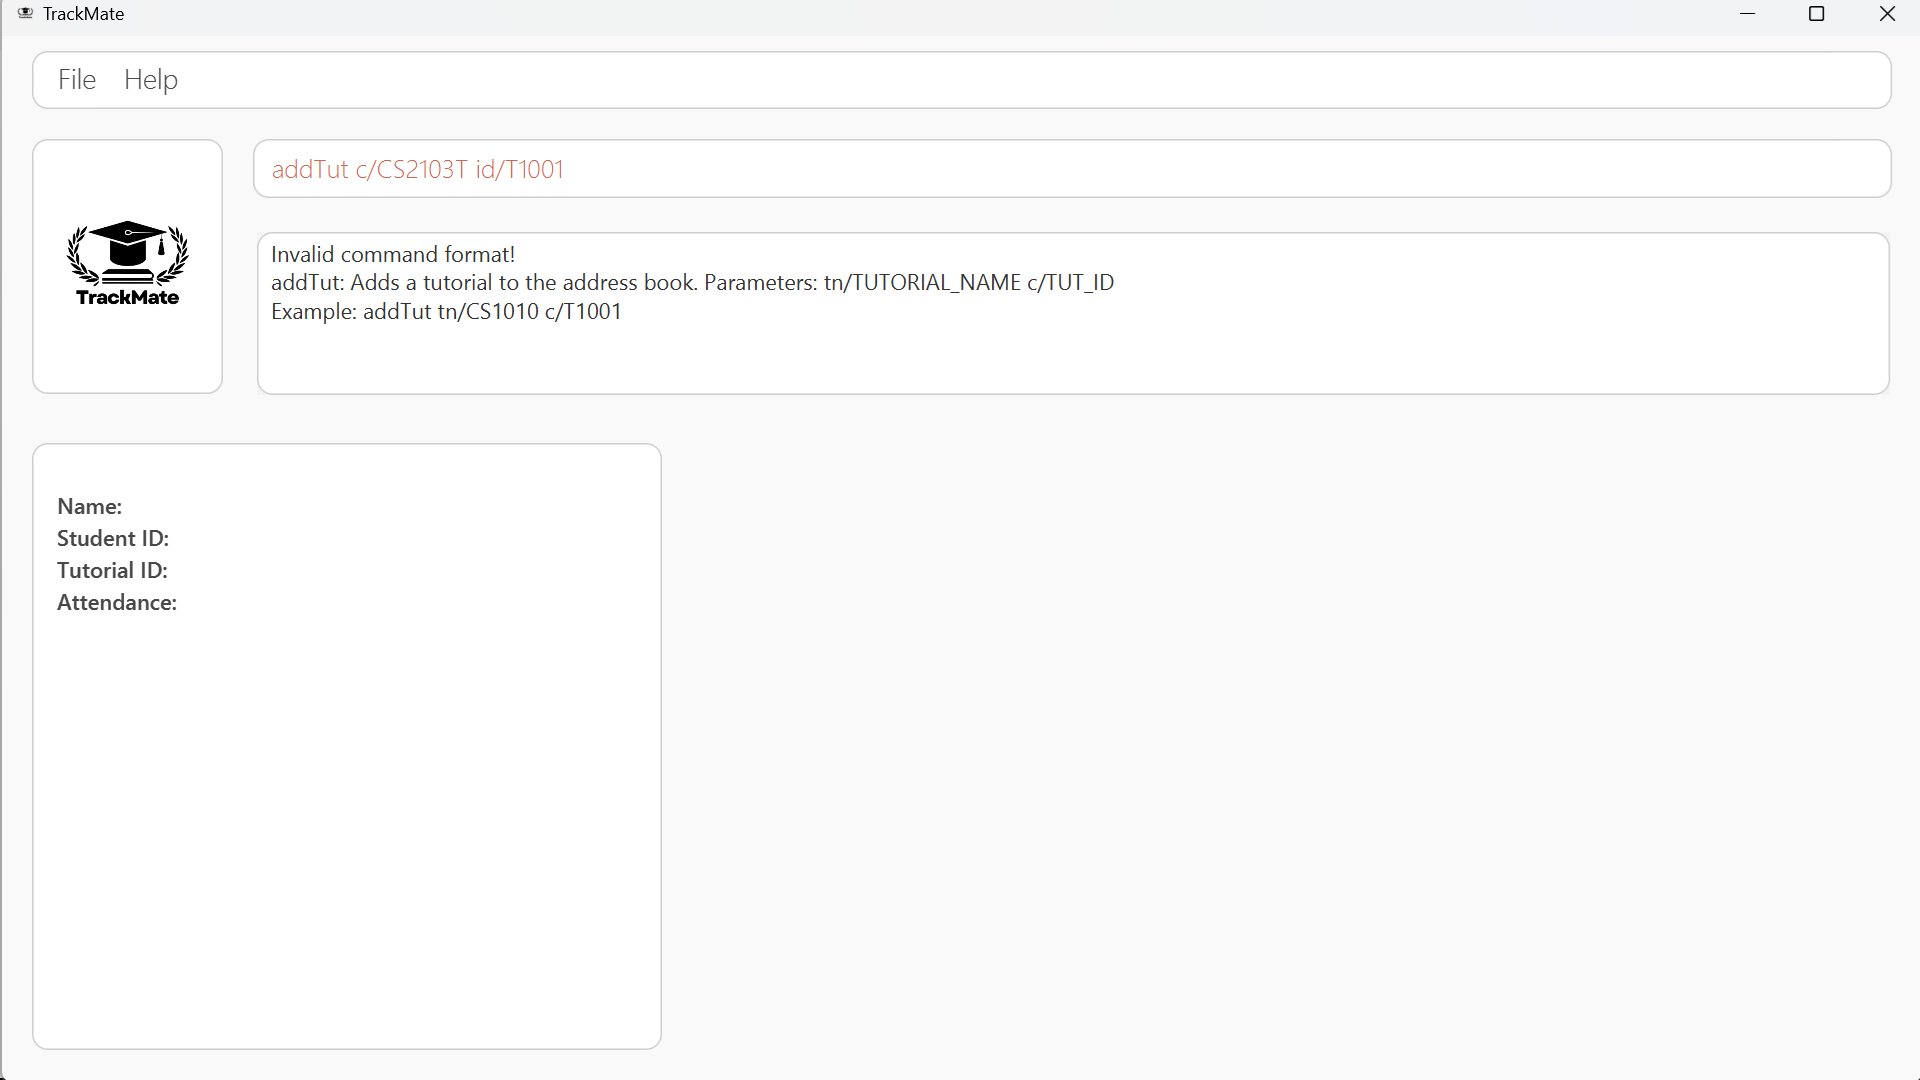 TrackMate
File Help
addTut c/CS2103T id/T1001
TrackMate
Invalid command format!
addTut: Adds a tutorial to the address book. Parameters: tn/TUTORIAL_NAME c/TUT_ID
Example: addTut tn/CS1010 c/T1001
Name:
Student ID:
Tutorial ID:
Attendance: